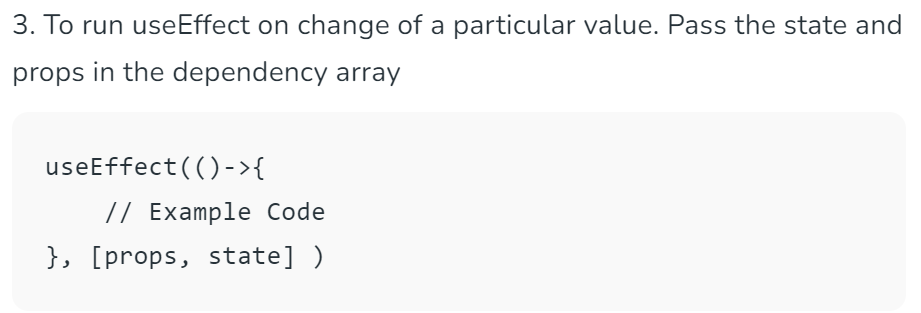 3. To run useEffect on change of a particular value. Pass the state and
props in the dependency array
useEffect(()->{
    // Example Code
}, [props, state] )